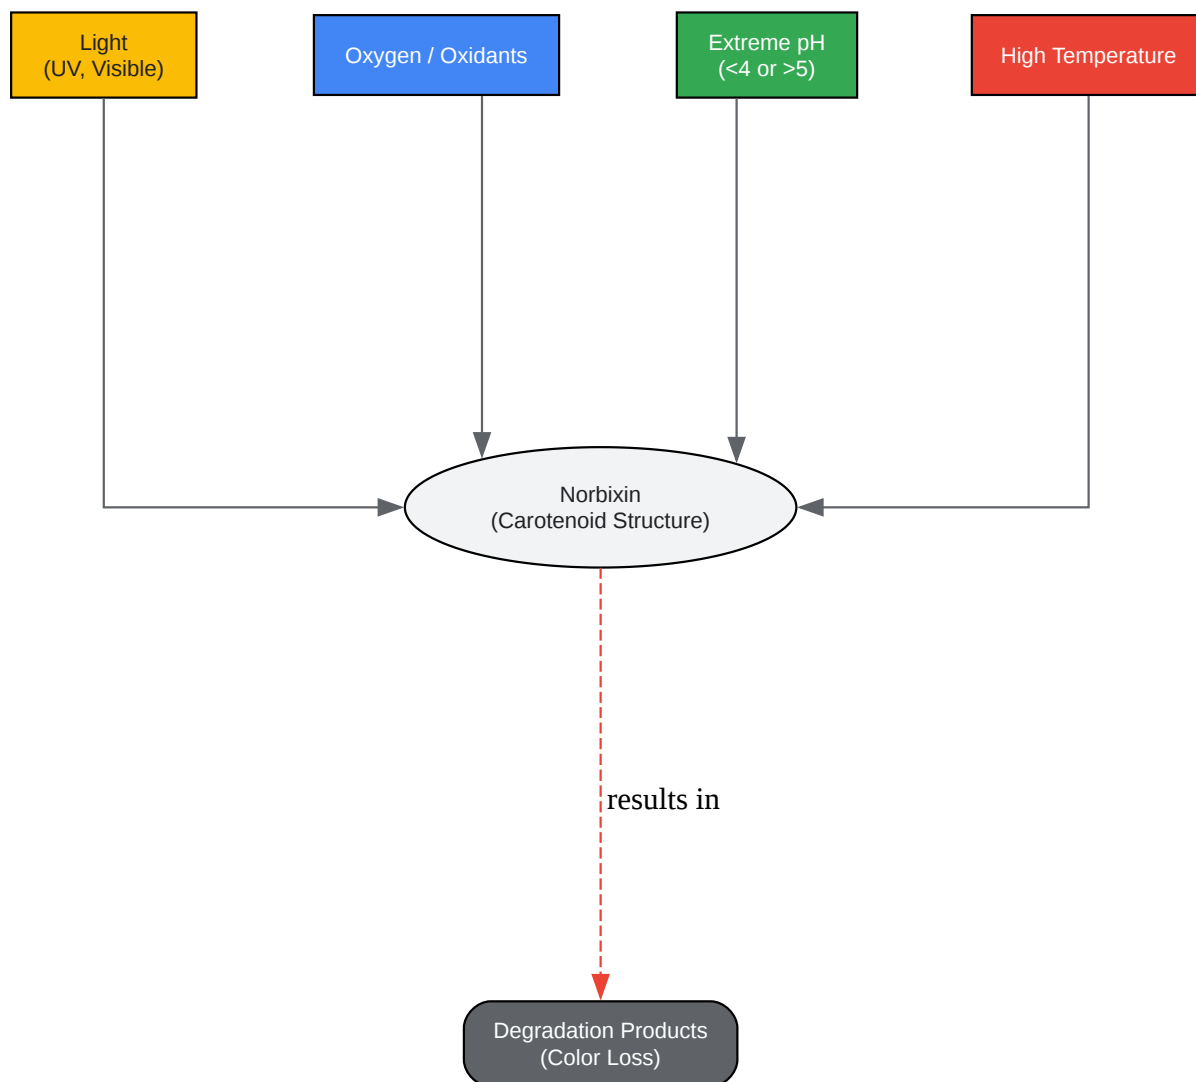 Light
(UV, Visible)
Oxygen / Oxidants
Extreme pH
(<4 or >5)
High Temperature
Norbixin
(Carotenoid Structure)
results in
Degradation Products
(Color Loss)